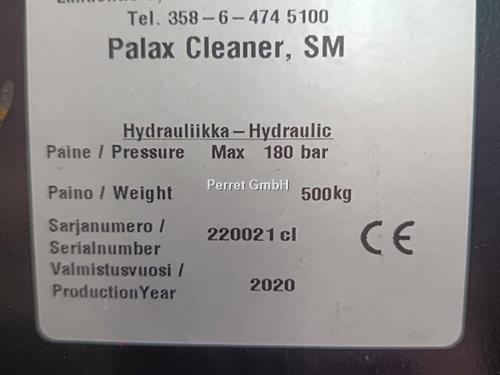 Tel. 358-6-474 5100
Palax Cleaner, SM
Hydrauliikka-Hydraulic
Paine / Pressure Max 180 bar
Perret GmbH
Paino / Weight 500kg
Sarjanumero / 
Serialnumber 220021 cl
CE
Valmistusvuosi /
ProductionYear 2020